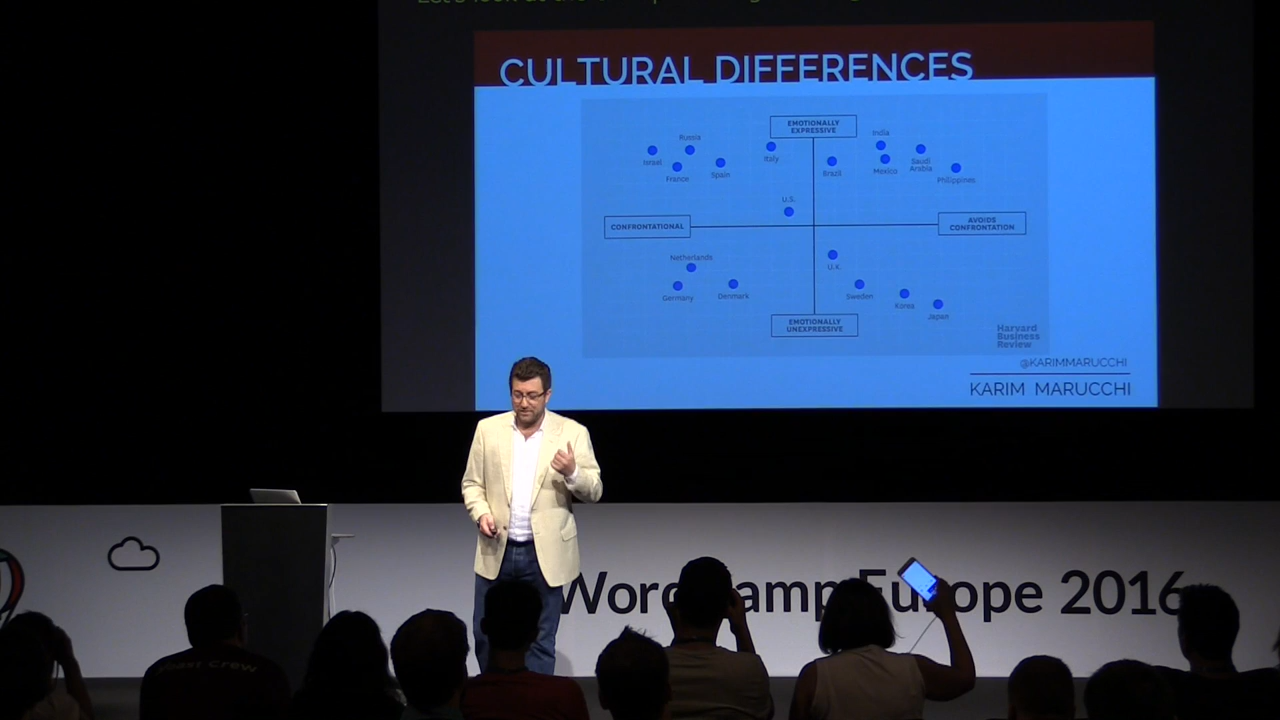 CULTURAL DIFFERENCES
EMOTIONALLY
EXPRESSIVE
Russia
Israel
France
Spain
Italy
India
Brazil
Mexico
Saudi
Arabia
Philippines
U.S.
CONFRONTATIONAL
AVOIDS
CONFRONTATION
Netherlands
Germany
Denmark
U.K.
Sweden
Korea
Japan
EMOTIONALLY
UNEXPRESSIVE
Harvard
Business
Review
@KARIMMARUCCHI
KARIM MARUCCHI
WordCamp Europe 2016
Crew